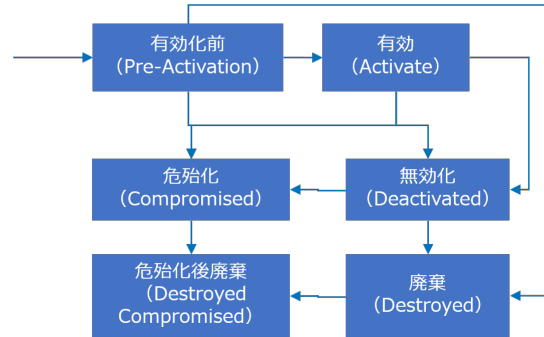 有効化前
（Pre-Activation）
有効
（Activate）
危殆化
（Compromised）
無効化
（Deactivated）
危殆化後廃棄
（Destroyed
Compromised）
廃棄
（Destroyed）